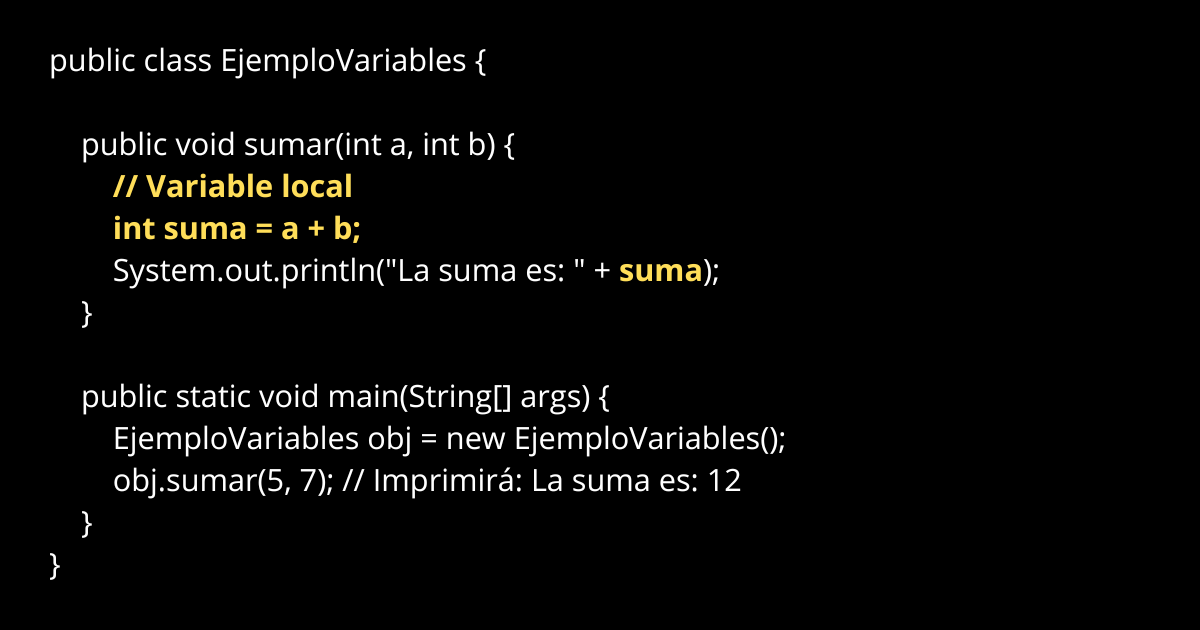 public class EjemploVariables {
public void sumar(int a, int b) {
// Variable local
int suma = a + b;
System.out.println("La suma es: " + suma);
}
public static void main(String[] args) {
EjemploVariables obj = new EjemploVariables();
obj.sumar(5, 7); // Imprimirá: La suma es: 12
}
}